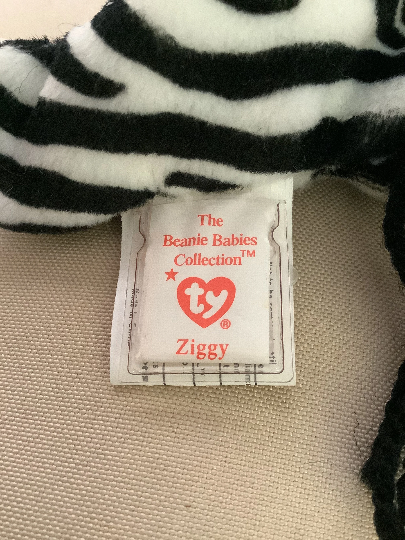 The
Beanie Babies
Collection™
ty®
Ziggy